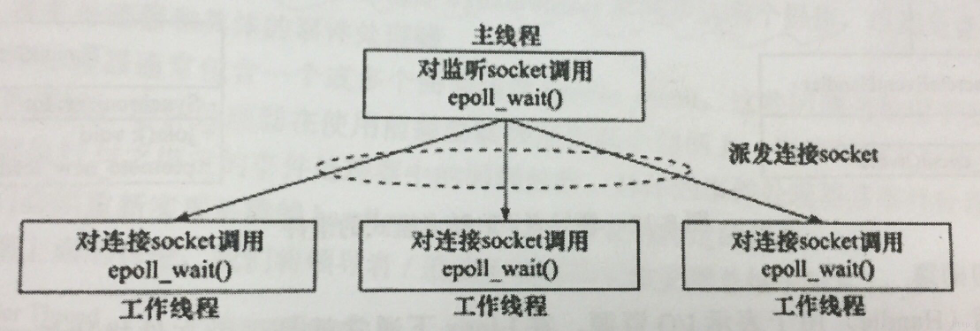 主线程
对监听socket调用
epoll_wait()
派发连接socket
对连接socket调用
epoll_wait()
对连接socket调用
epoll_wait()
对连接socket调用
epoll_wait()
工作线程
工作线程
工作线程